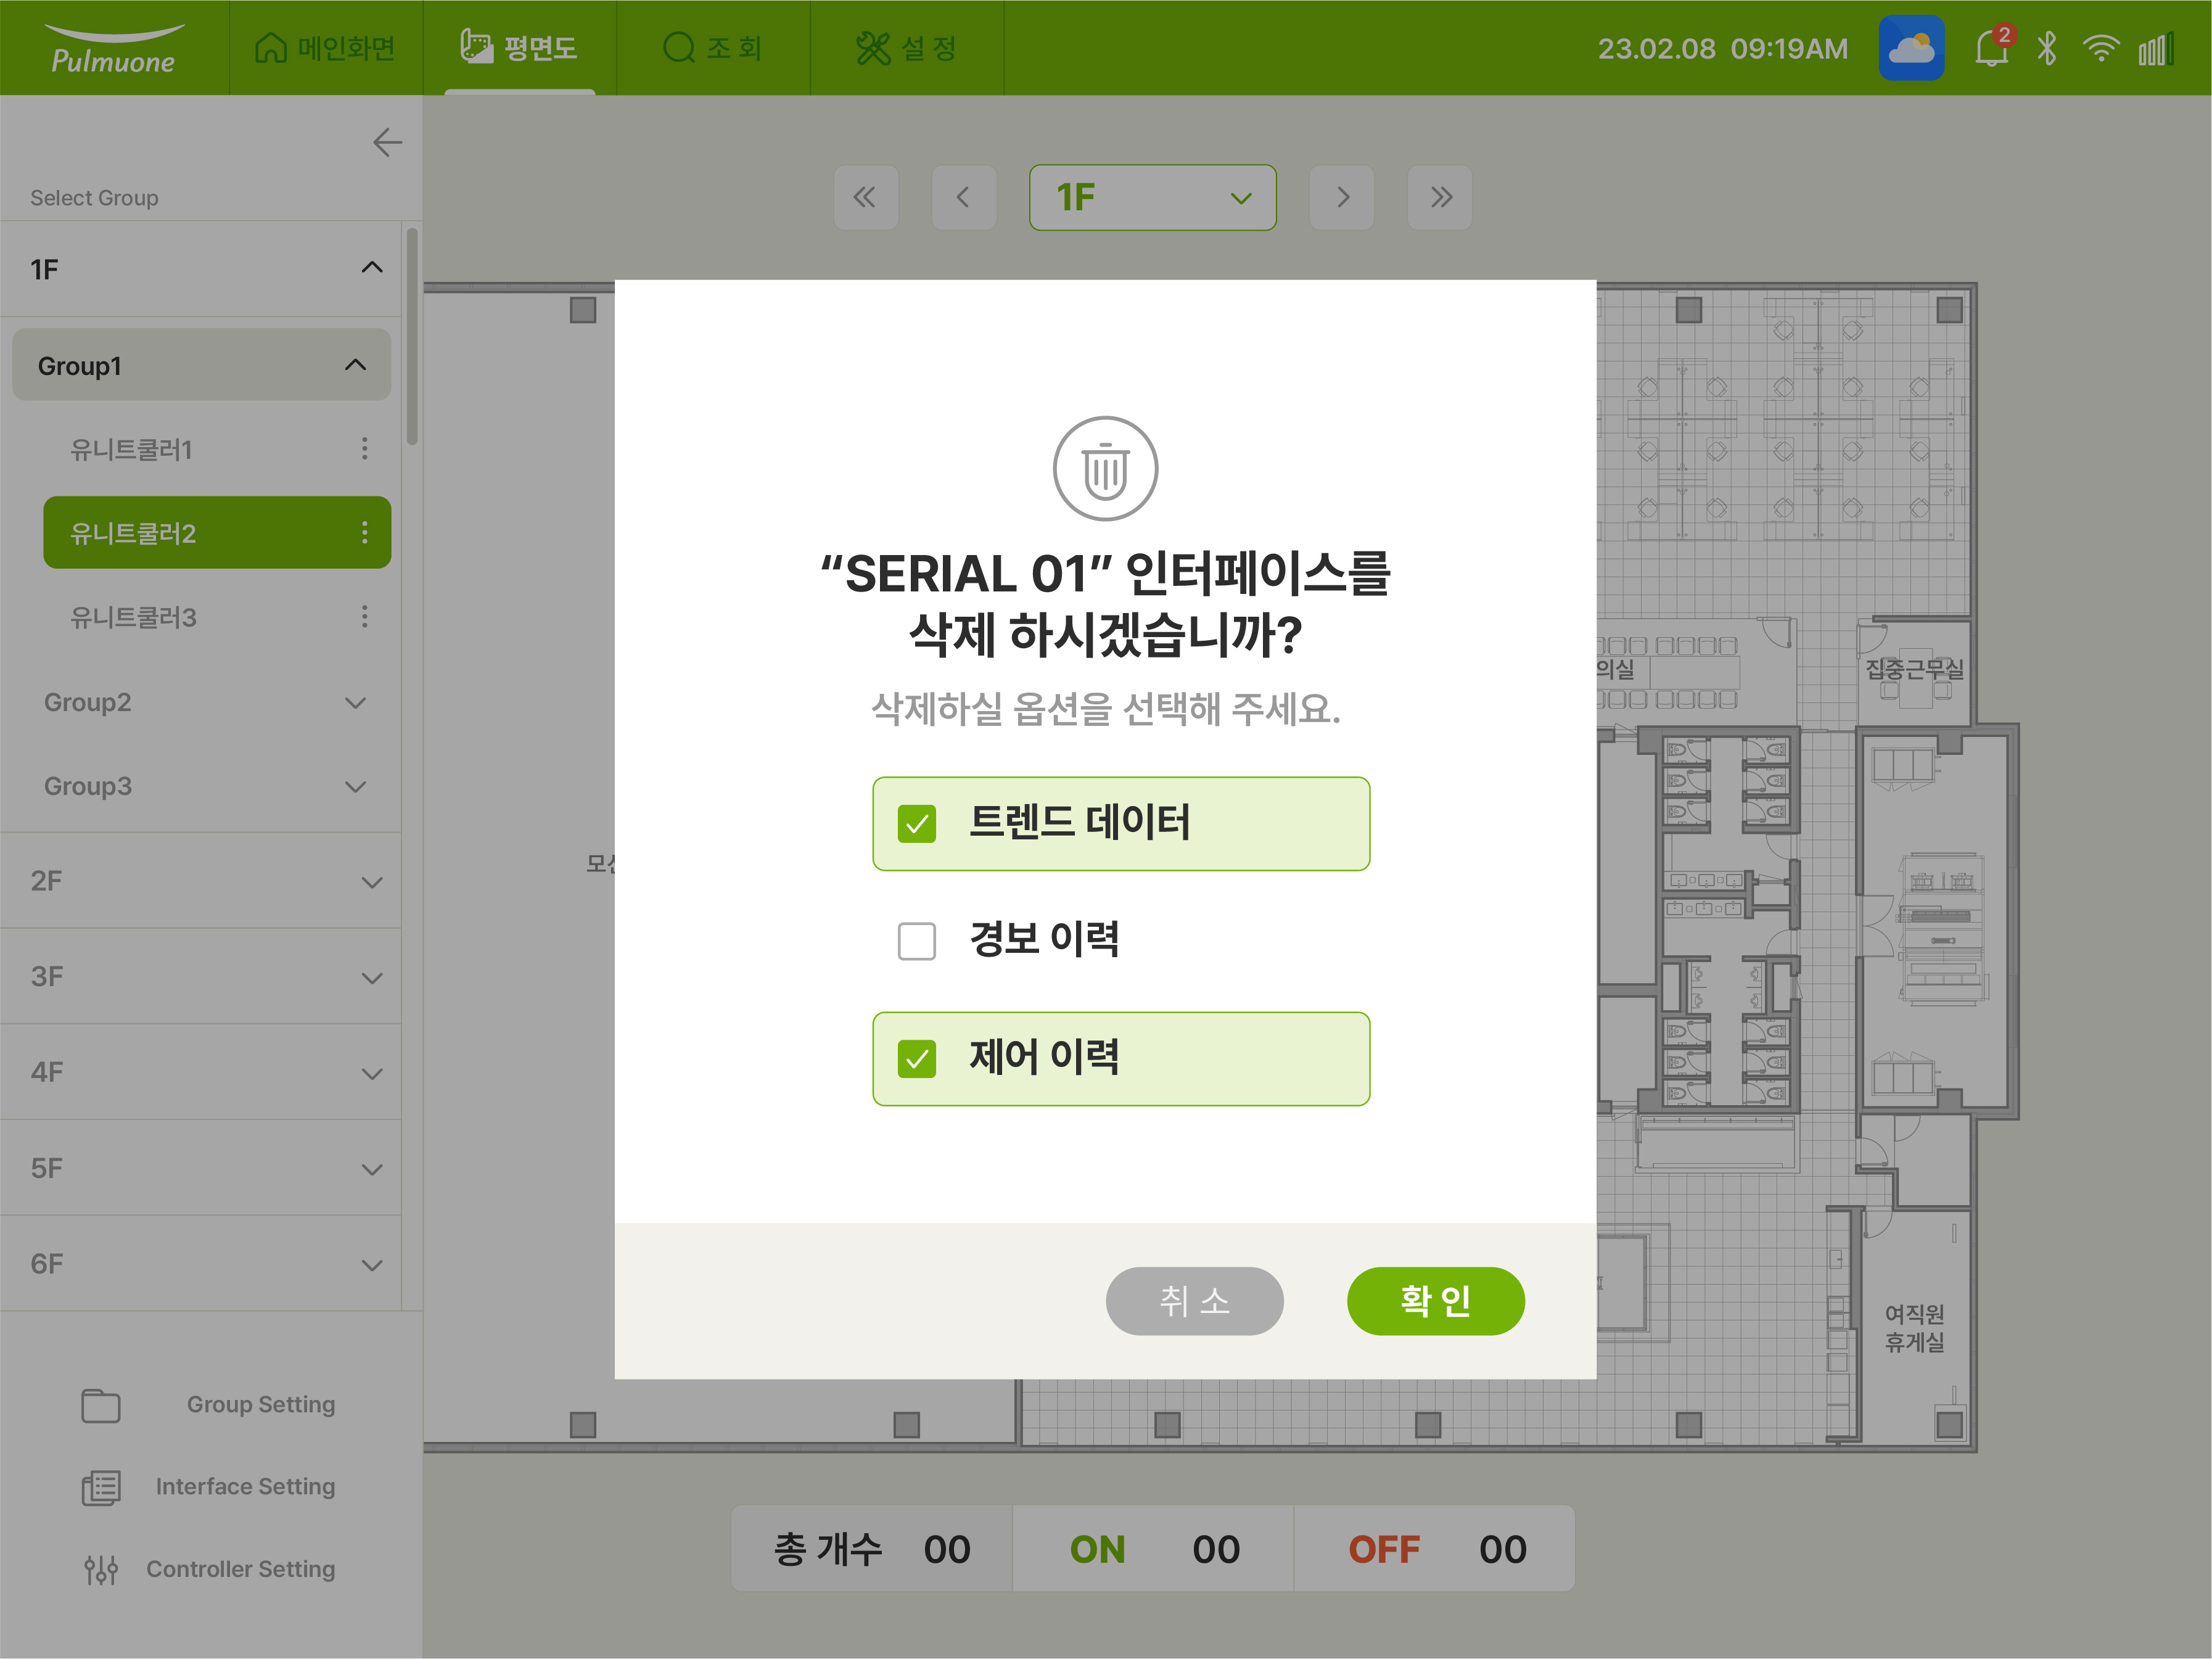 Pulmuone
메인화면
평면도
조 회
설 정
23.02.08 09:19AM
2
Select Group
1F
Group1
유니트쿨러1
유니트쿨러2
유니트쿨러3
Group2
Group3
2F
3F
4F
5F
6F
Group Setting
Interface Setting
Controller Setting
1F
“SERIAL 01” 인터페이스를
삭제 하시겠습니까?
삭제하실 옵션을 선택해 주세요.
트렌드 데이터
경보 이력
제어 이력
취 소
확 인
의실
집중근무실
여직원
휴게실
총 개수 00
ON 00
OFF 00